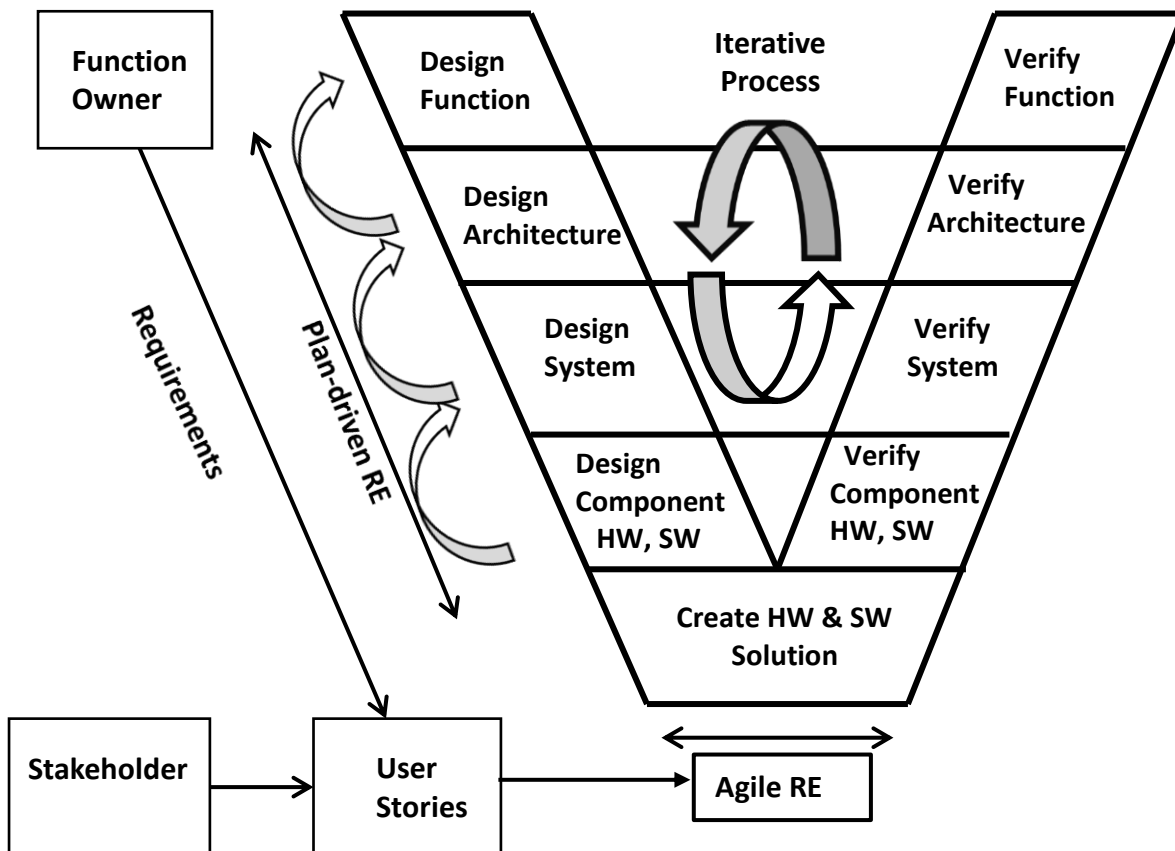 Function
Owner
Design
Function
Iterative
Process
Verify
Function
Design
Architecture
Verify
Architecture
Requirements
Plan-driven RE
Design
System
Verify
System
Design
Component
HW, SW
Verify
Component
HW, SW
Create HW & SW
Solution
Stakeholder
User
Stories
Agile RE